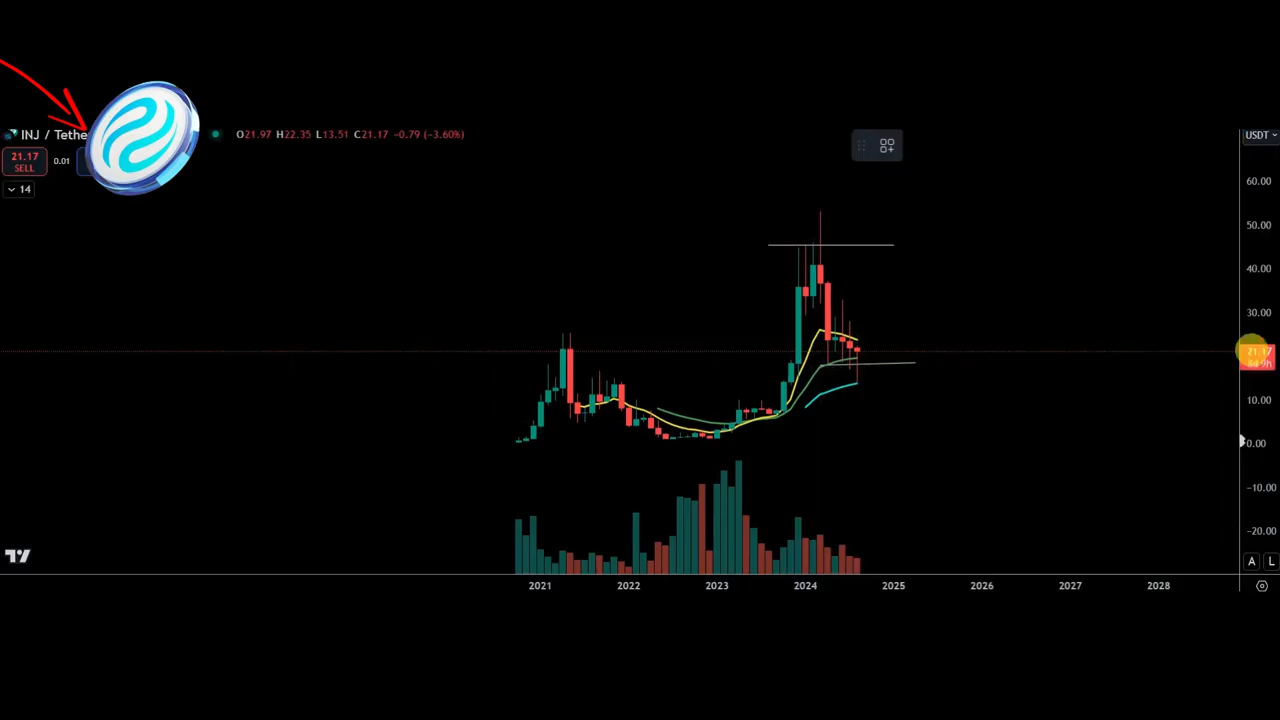 INJ / Tethe
O21.97 H22.35 L13.51 C21.17 -0.79 (-3.60%)
USDT
21.17
SELL
0.01
14
60.00
50.00
40.00
30.00
21.17
10.00
0.00
-10.00
-20.00
A L
2021 2022 2023 2024 2025 2026 2027 2028